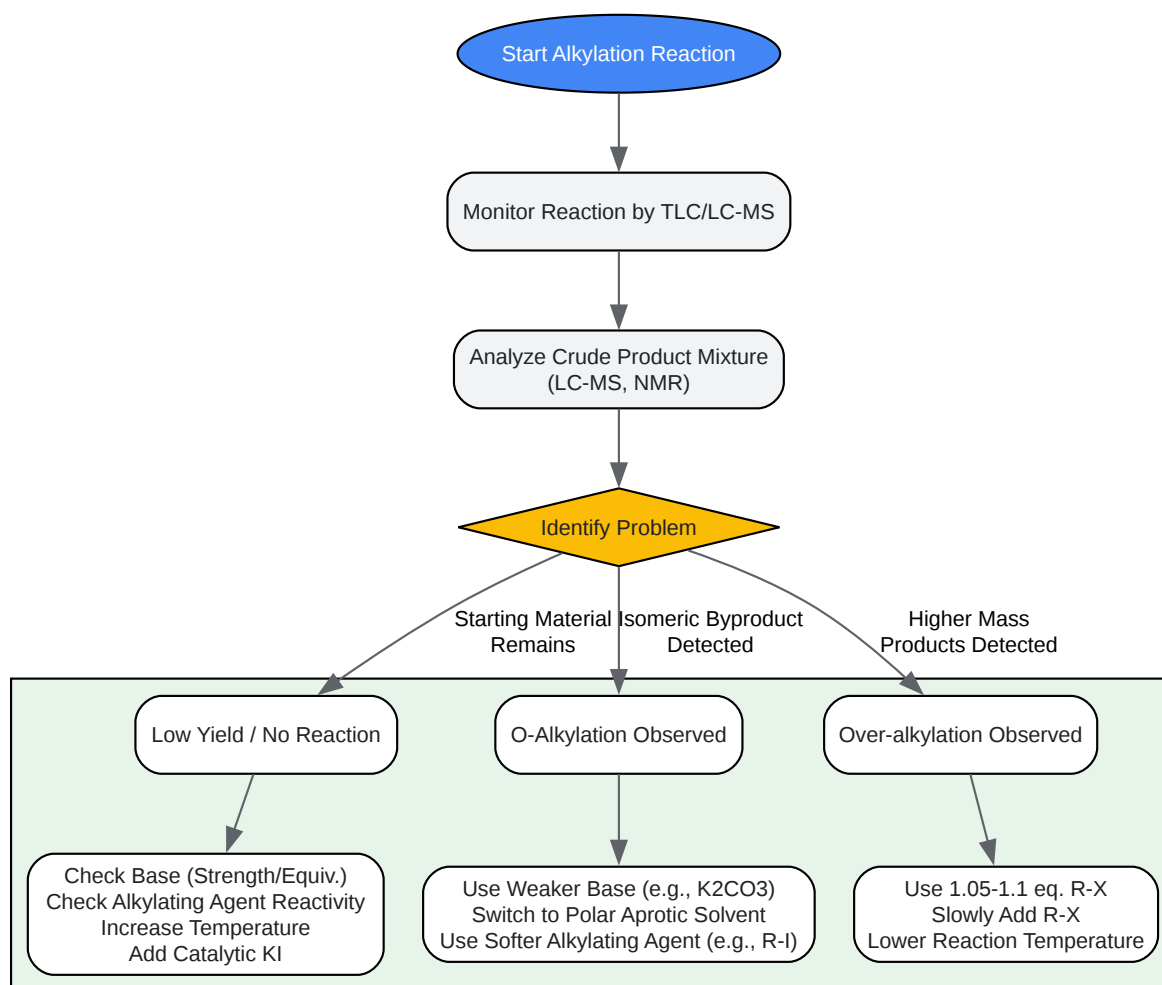 Start Alkylation Reaction
Monitor Reaction by TLC/LC-MS
Analyze Crude Product Mixture
(LC-MS, NMR)
Identify Problem
Starting Material
Remains
Isomeric Byproduct
Detected
Higher Mass
Products Detected
Low Yield / No Reaction
O-Alkylation Observed
Over-alkylation Observed
Check Base (Strength/Equiv.)
Check Alkylating Agent Reactivity
Increase Temperature
Add Catalytic KI
Use Weaker Base (e.g., K2CO3)
Switch to Polar Aprotic Solvent
Use Softer Alkylating Agent (e.g., R-I)
Use 1.05-1.1 eq. R-X
Slowly Add R-X
Lower Reaction Temperature